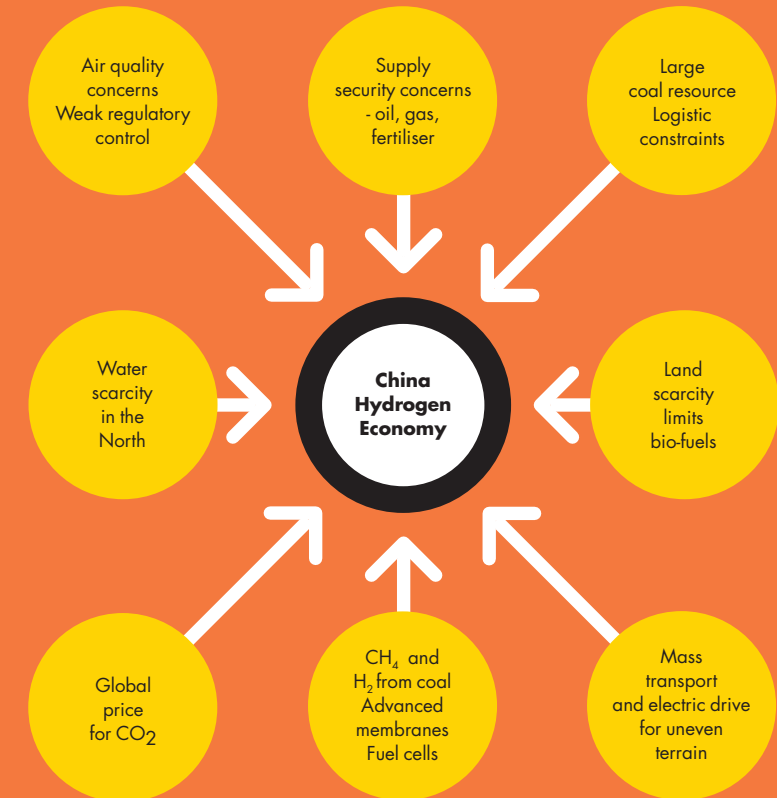 Air quality
concerns
Weak regulatory
control
Supply
security concerns
- oil, gas,
fertiliser
Large
coal resource
Logistic
constraints
Water
scarcity
in the
North
China
Hydrogen
Economy
Land
scarcity
limits
bio-fuels
Global
price
for CO2
CH₄ and
H₂ from coal
Advanced
membranes
Fuel cells
Mass
transport
and electric drive
for uneven
terrain